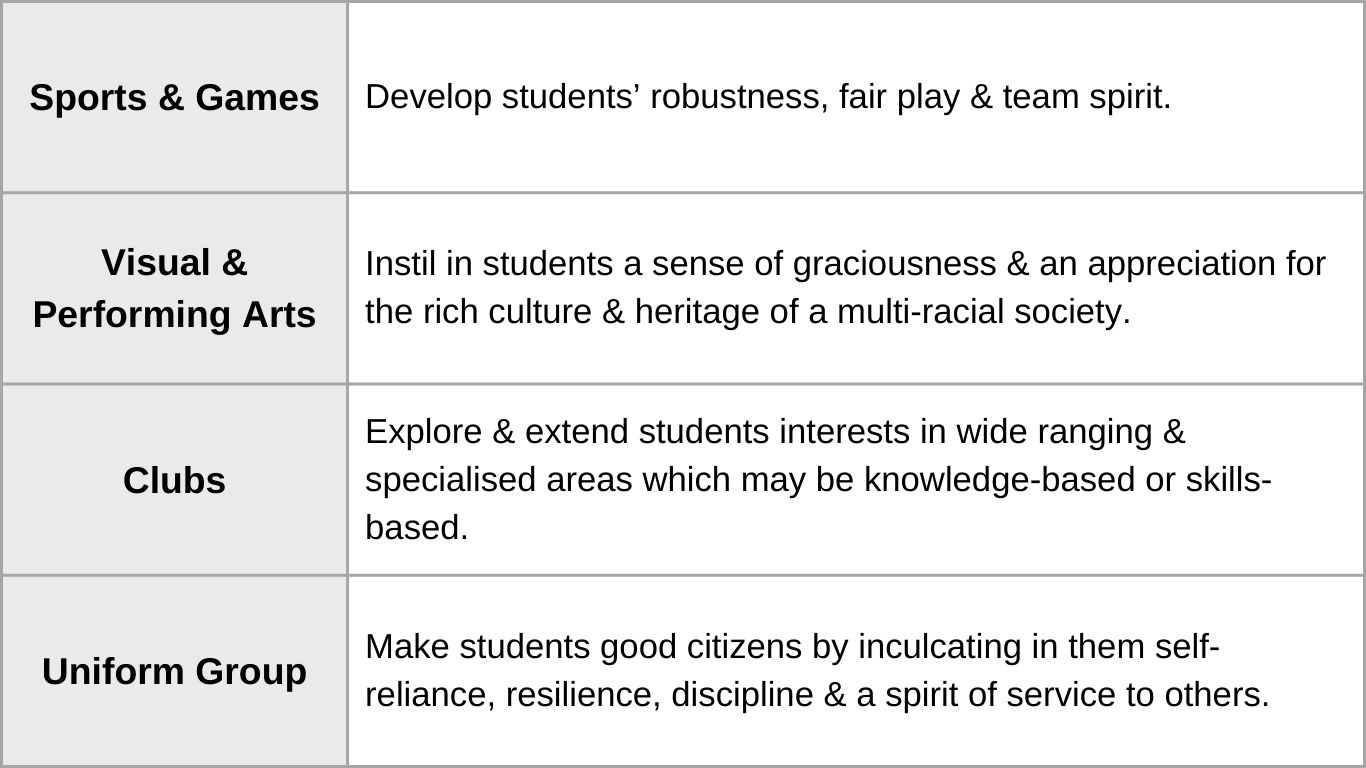 Sports & Games
Develop students’ robustness, fair play & team spirit.
Visual &
Performing Arts
Instil in students a sense of graciousness & an appreciation for
the rich culture & heritage of a multi-racial society.
Clubs
Explore & extend students interests in wide ranging &
specialised areas which may be knowledge-based or skills-
based.
Uniform Group
Make students good citizens by inculcating in them self-
reliance, resilience, discipline & a spirit of service to others.